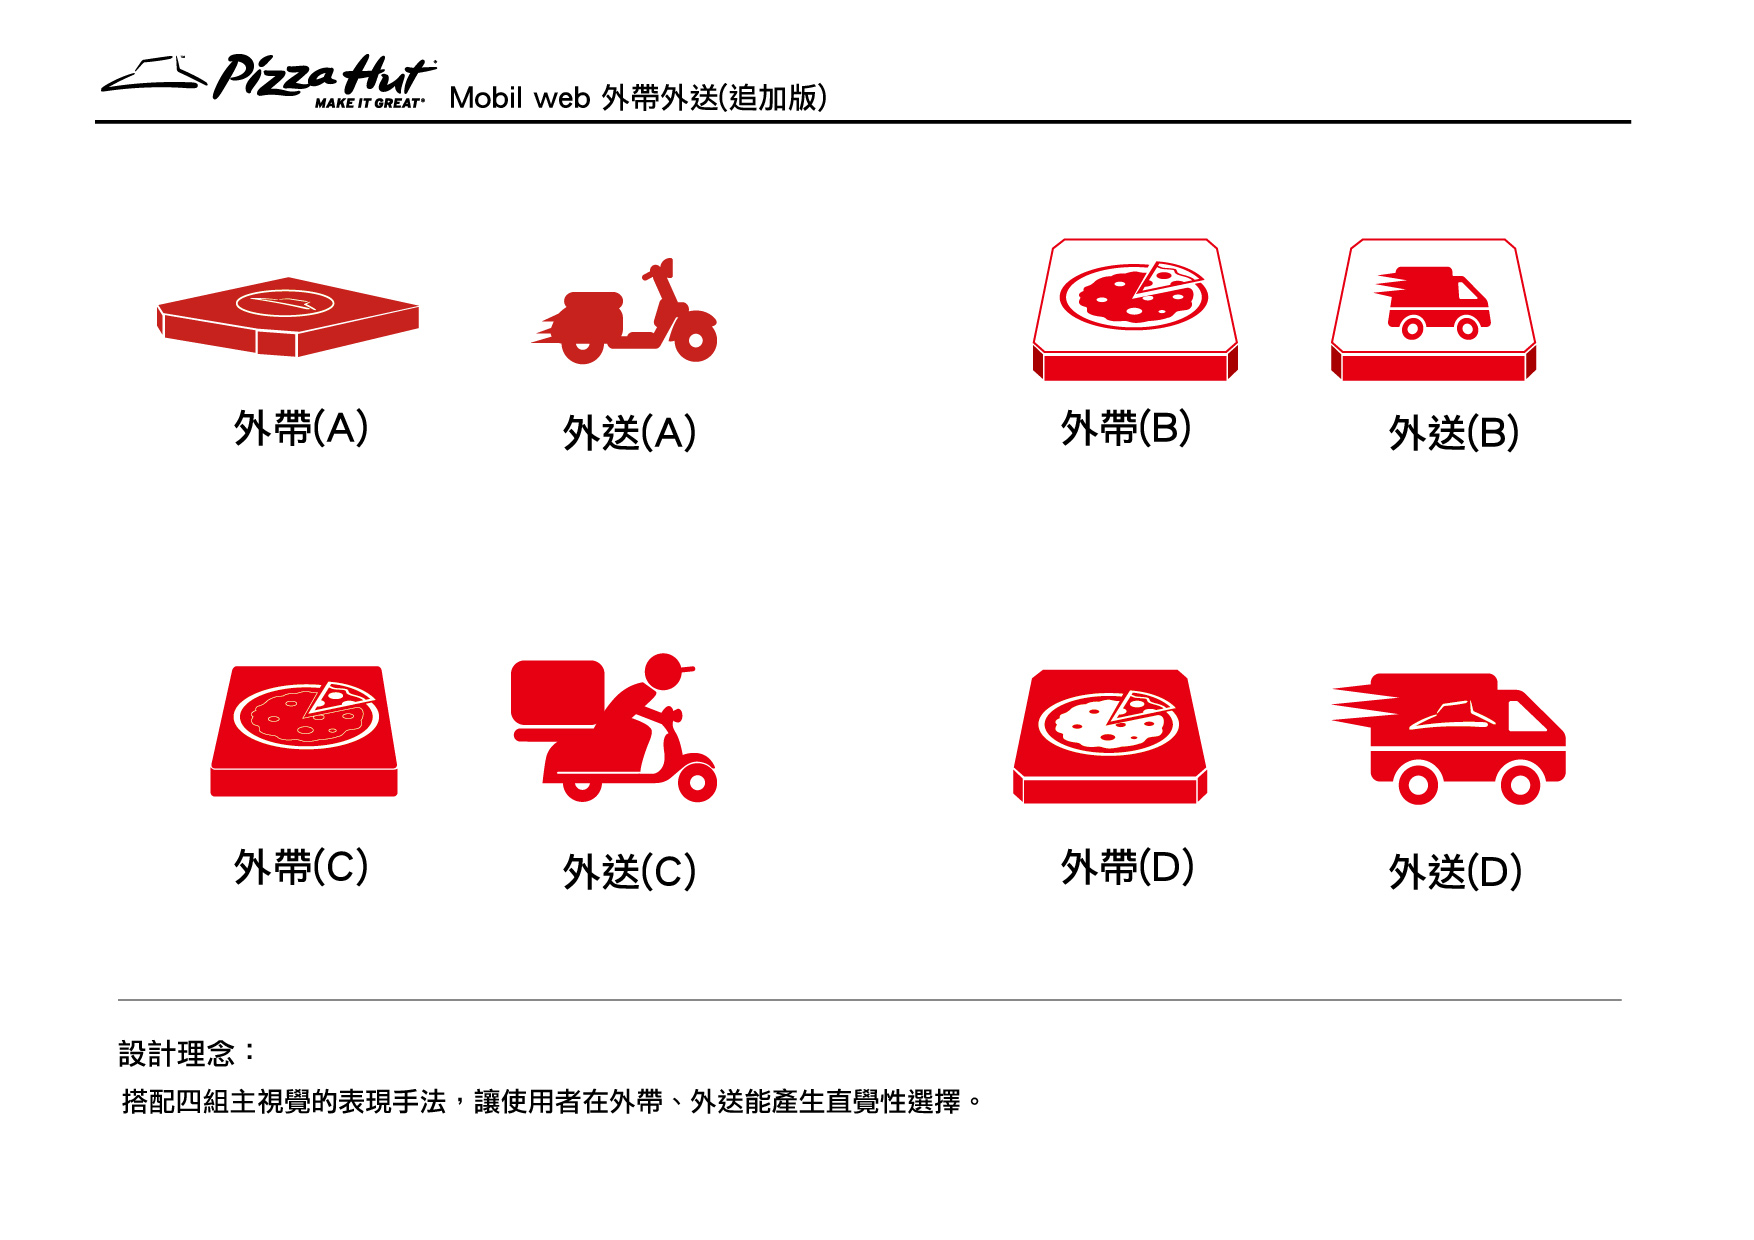 Pizza Hut
MAKE IT GREAT
Mobil web 外帶外送(追加版)
外帶(A)
外送(A)
外帶(B)
外送(B)
外帶(C)
外送(C)
外帶(D)
外送(D)
設計理念：
搭配四組主視覺的表現手法，讓使用者在外帶、外送能產生直覺性選擇。